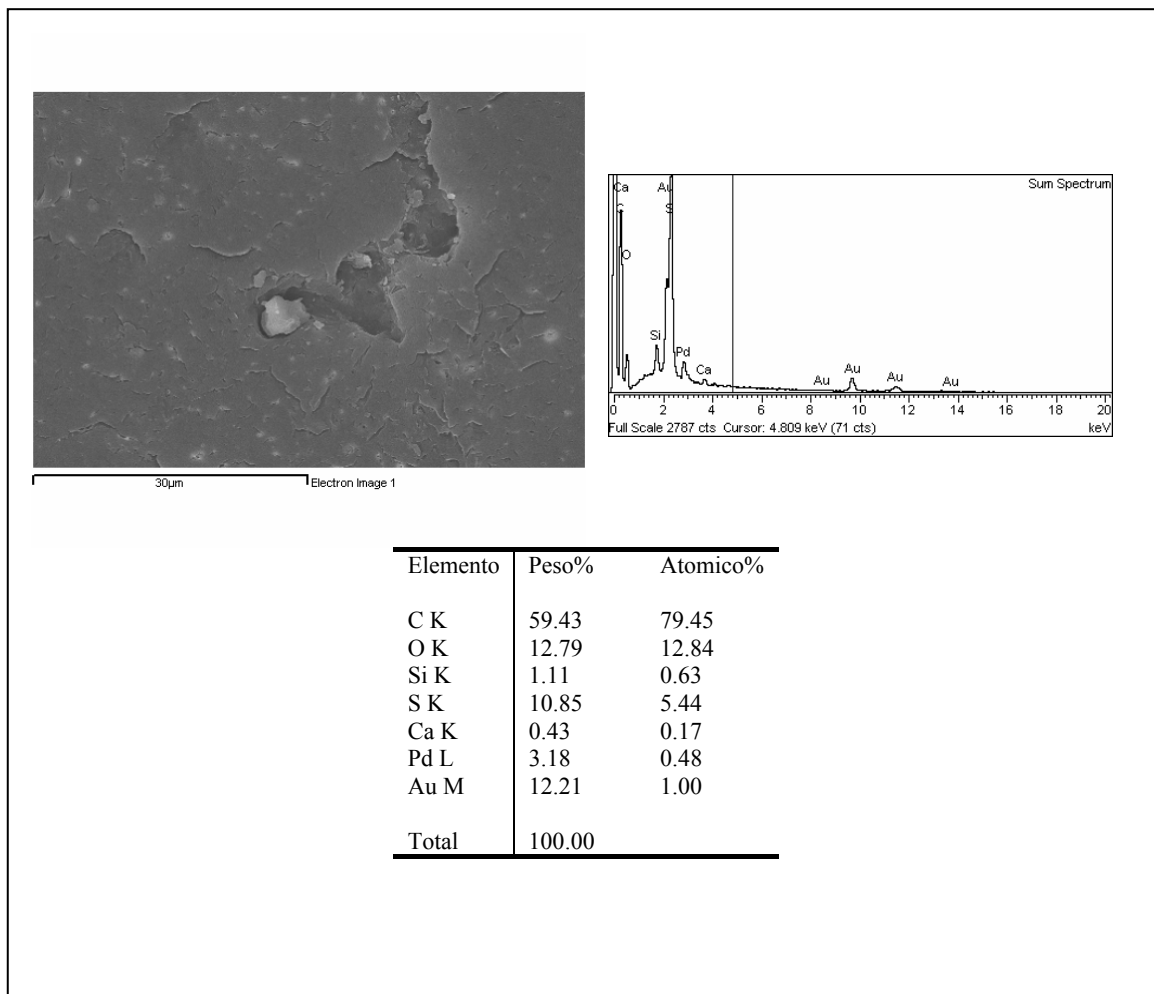 Sum Spectrum
Ca Au
S
O
Si
Pd
Ca
Au Au Au Au
0 2 4 6 8 10 12 14 16 18 20
Full Scale 2787 cts Cursor: 4.809 keV (71 cts) keV
30µm Electron Image 1
Elemento Peso% Atomico%
C K 59.43 79.45
O K 12.79 12.84
Si K 1.11 0.63
S K 10.85 5.44
Ca K 0.43 0.17
Pd L 3.18 0.48
Au M 12.21 1.00
Total 100.00